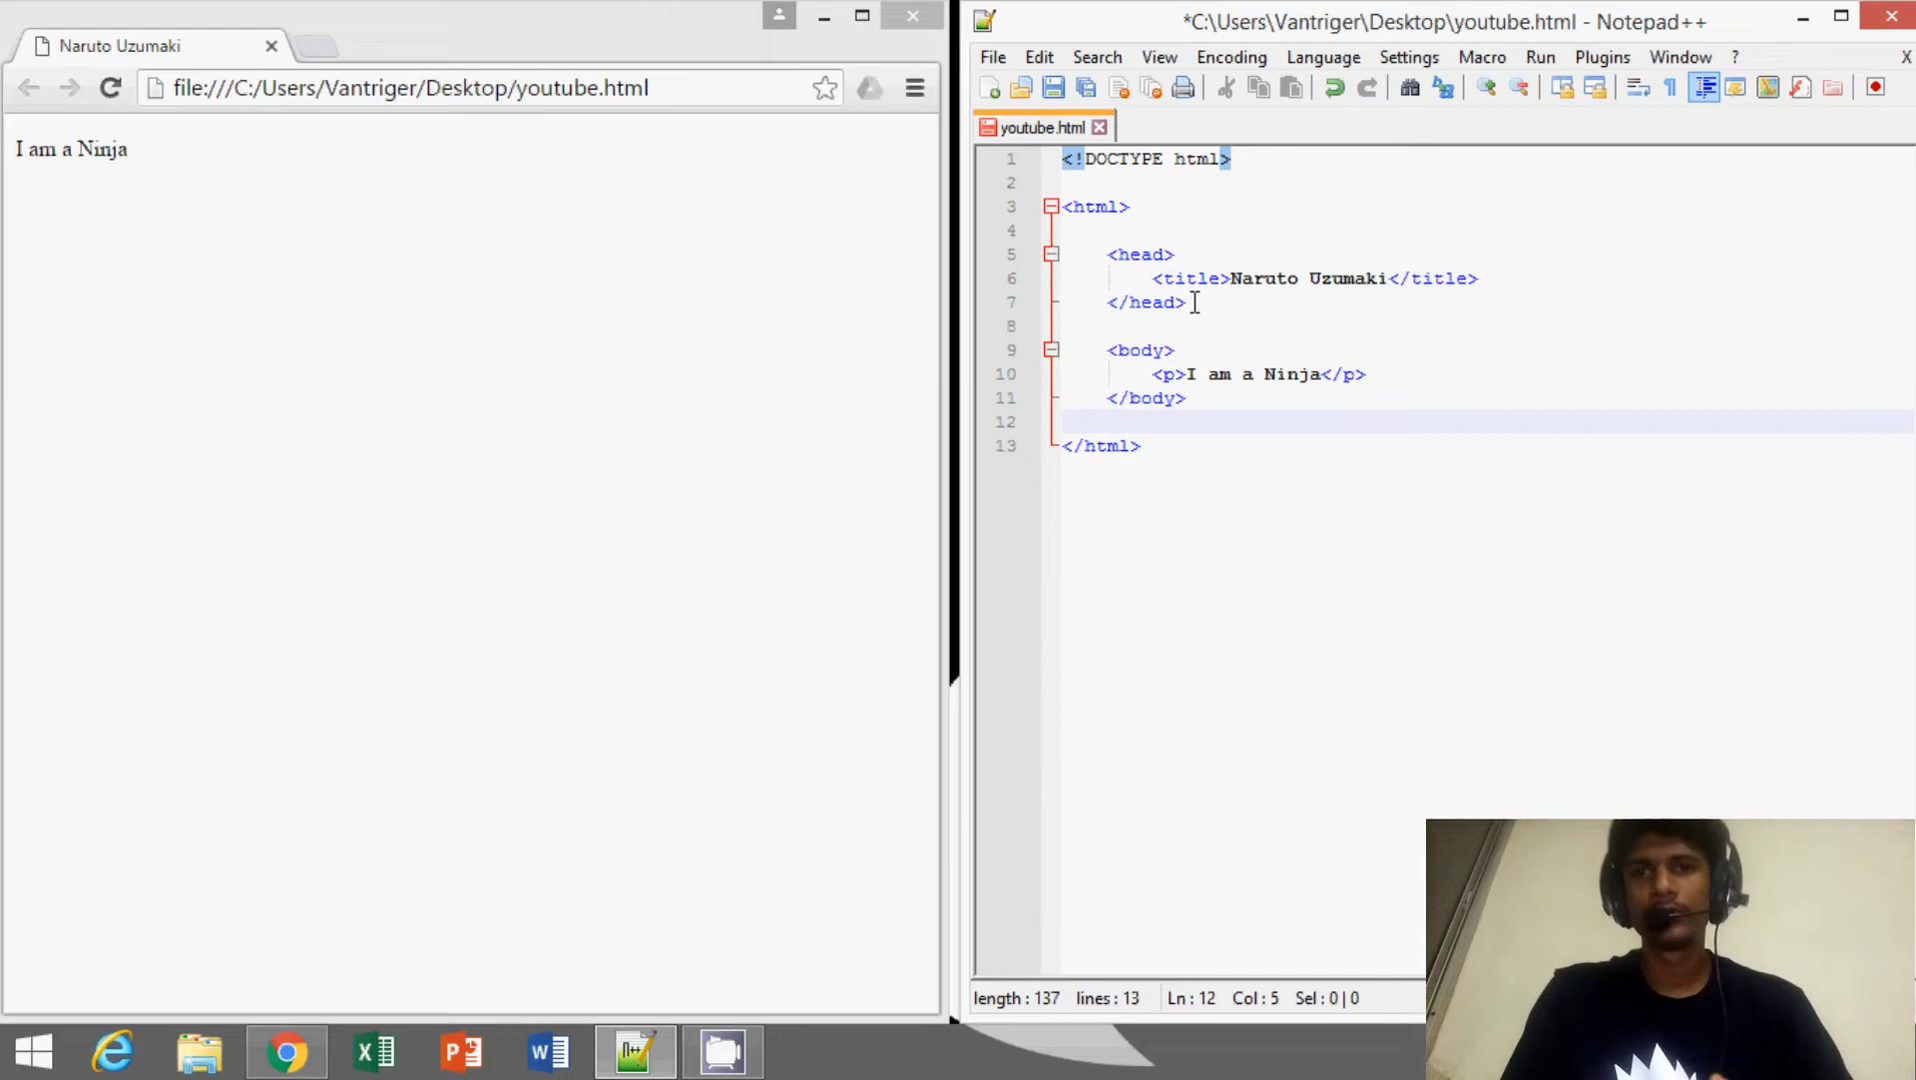 Naruto Uzumaki
file:///C:/Users/Vantriger/Desktop/youtube.html
I am a Ninja
*C:\Users\Vantriger\Desktop\youtube.html - Notepad++
File Edit Search View Encoding Language Settings Macro Run Plugins Window ? X
youtube.html
1 <!DOCTYPE html>
2
3 <html>
4
5 <head>
6 <title>Naruto Uzumaki</title>
7 </head>
8
9 <body>
10 <p>I am a Ninja</p>
11 </body>
12
13 </html>
length : 137 lines : 13 Ln : 12 Col : 5 Sel : 0 | 0